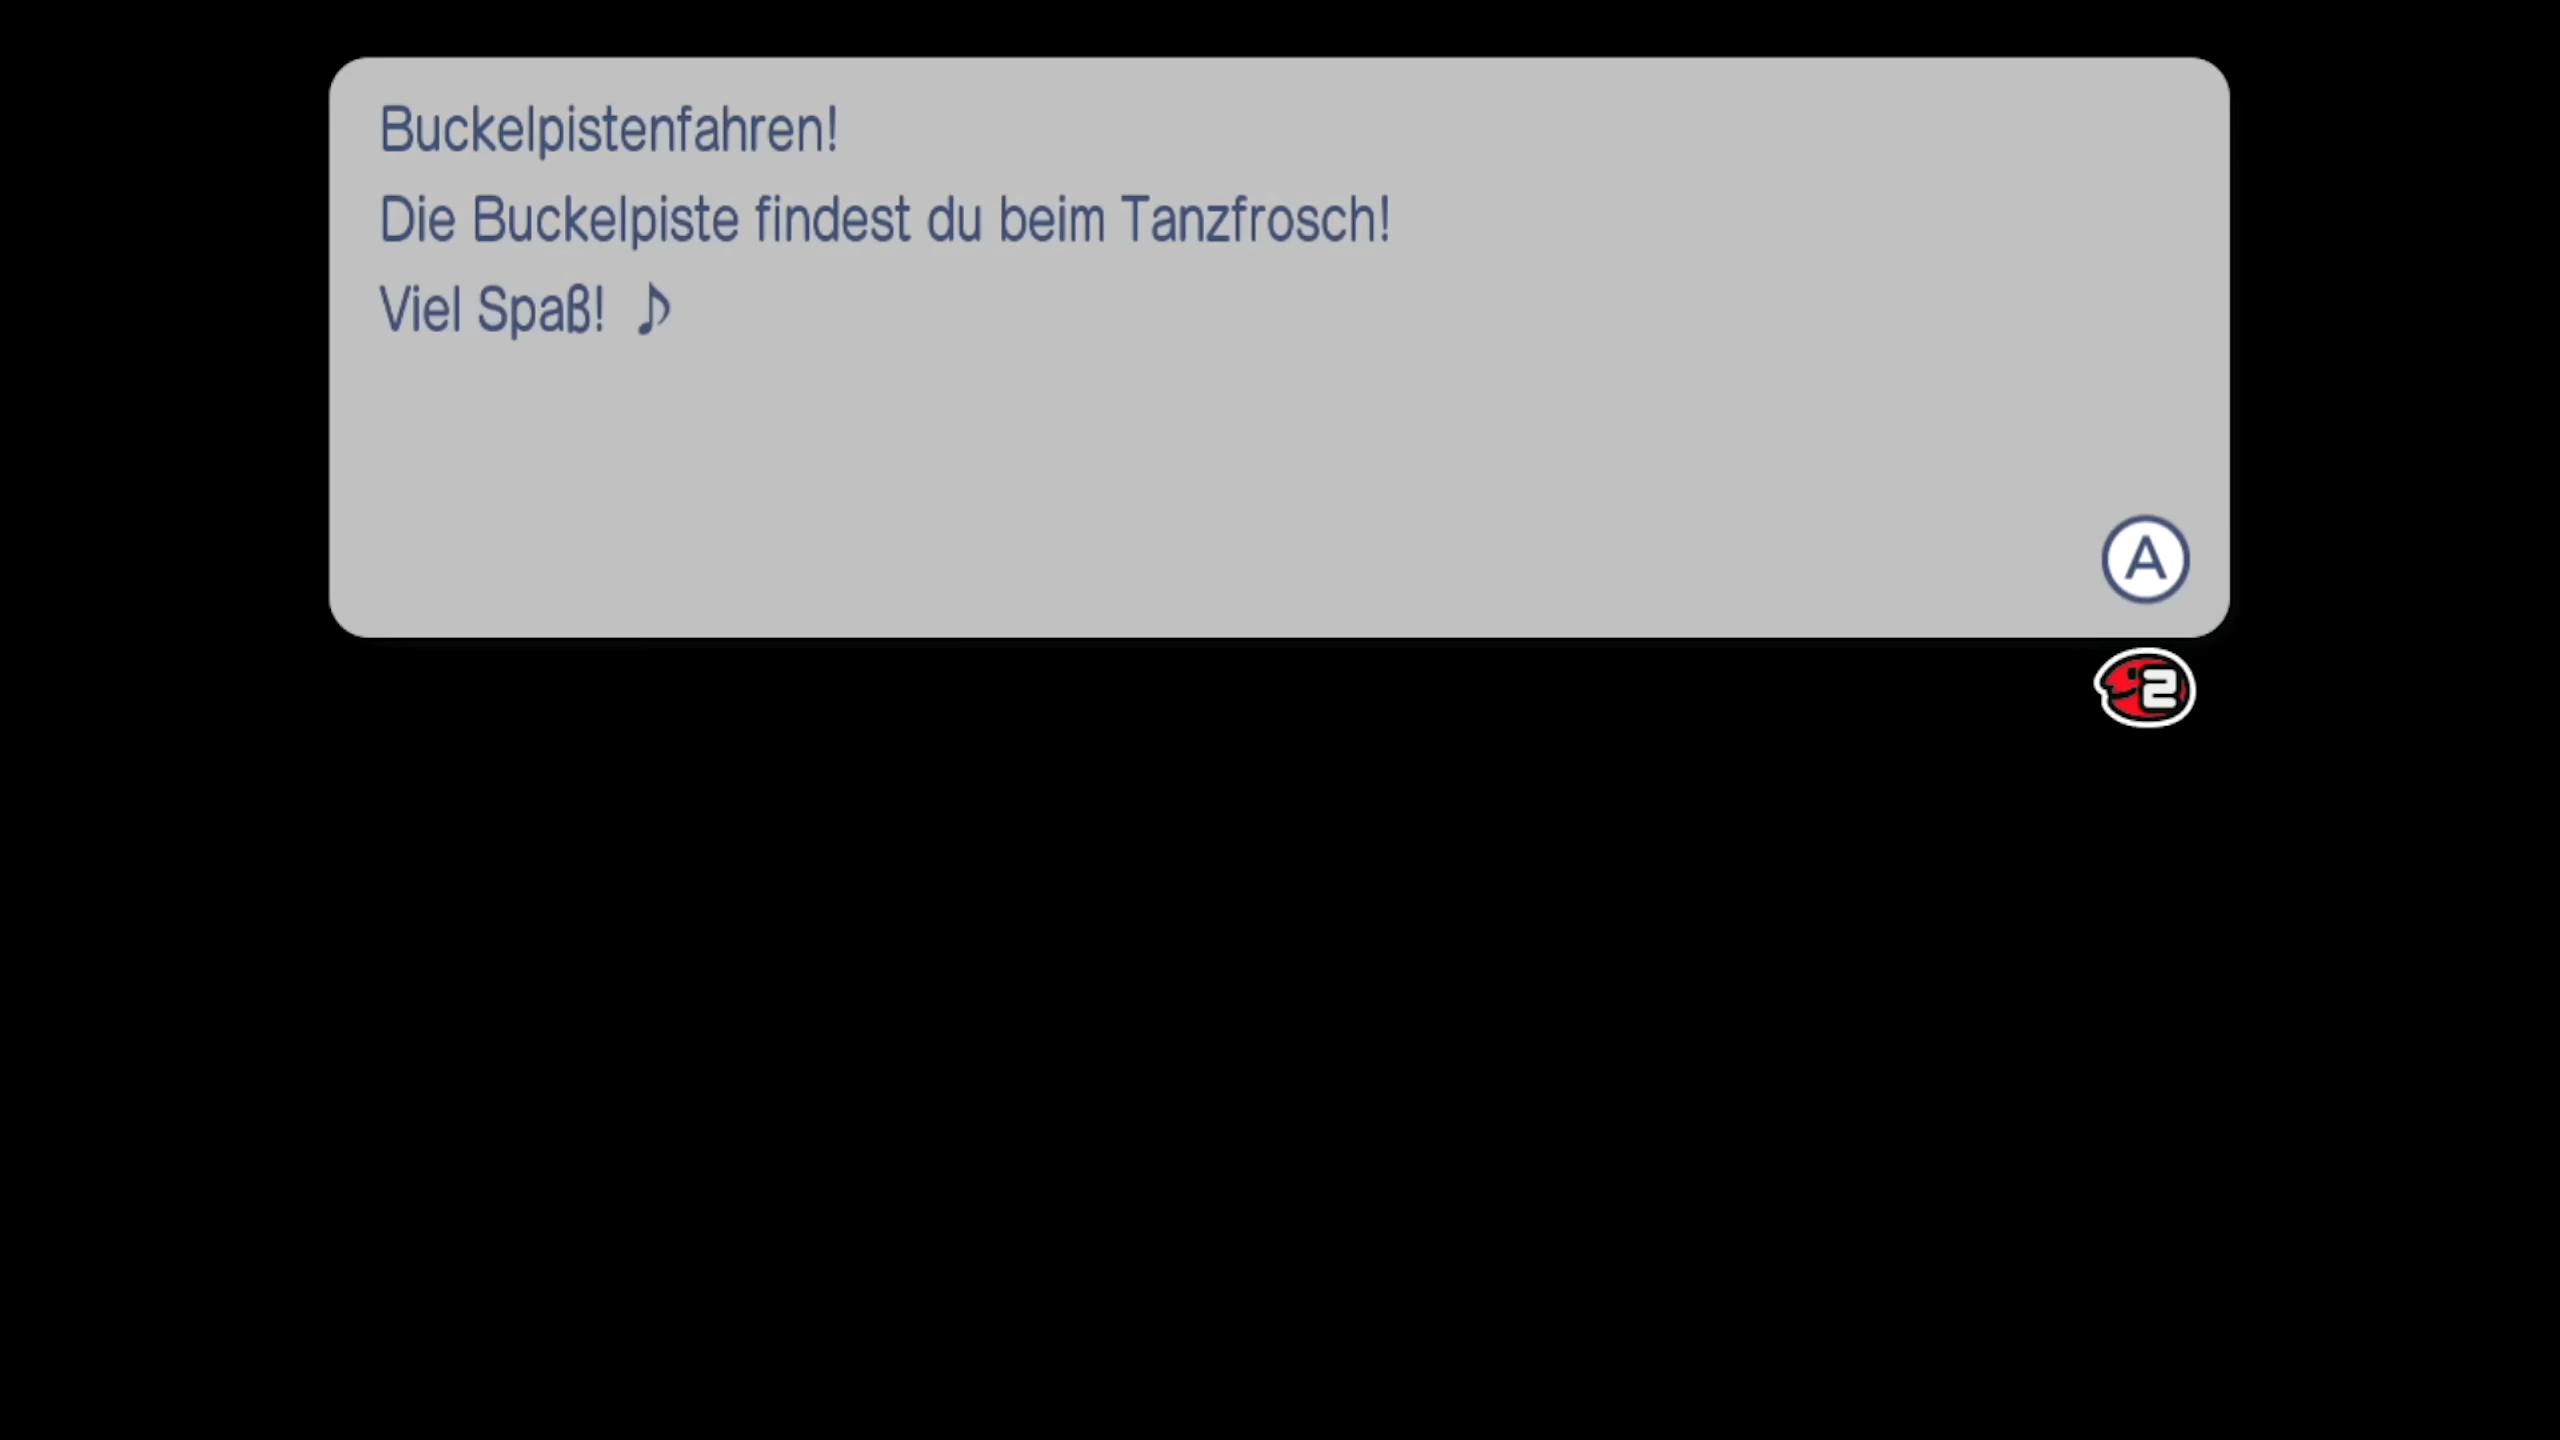 Buckelpistenfahren!
Die Buckelpiste findest du beim Tanzfrosch!
Viel Spaß! ♪
A
2